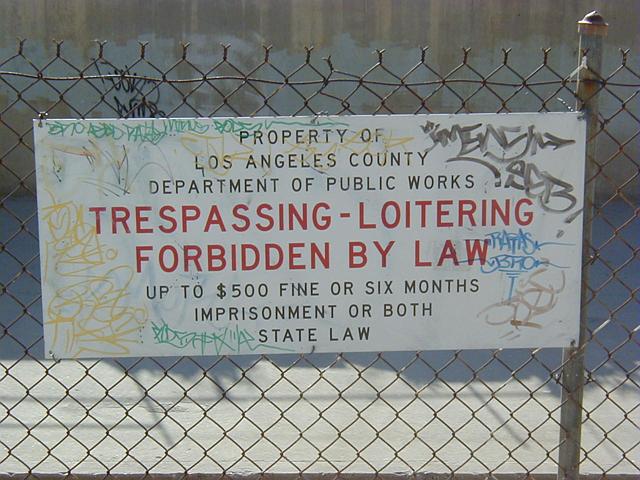 PROPERTY OF
LOS ANGELES COUNTY
DEPARTMENT OF PUBLIC WORKS
TRESPASSING-LOITERING
FORBIDDEN BY LAW
UP TO $500 FINE OR SIX MONTHS
IMPRISONMENT OR BOTH
STATE LAW